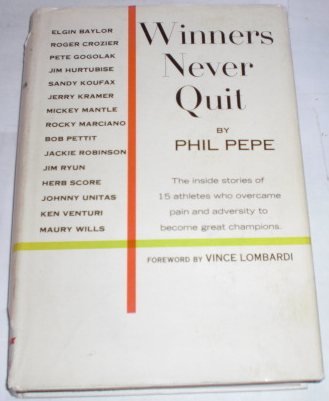 ELGIN BAYLOR
ROGER CROZIER
PETE GOGOLAK
JIM HURTUBISE
SANDY KOUFAX
JERRY KRAMER
MICKEY MANTLE
ROCKY MARCIANO
BOB PETTIT
JACKIE ROBINSON
JIM RYUN
HERB SCORE
JOHNNY UNITAS
KEN VENTURI
MAURY WILLS
Winners
Never
Quit
BY
PHIL PEPE
The inside stories of
15 athletes who overcame
pain and adversity to
become great champions.
FOREWORD BY VINCE LOMBARDI